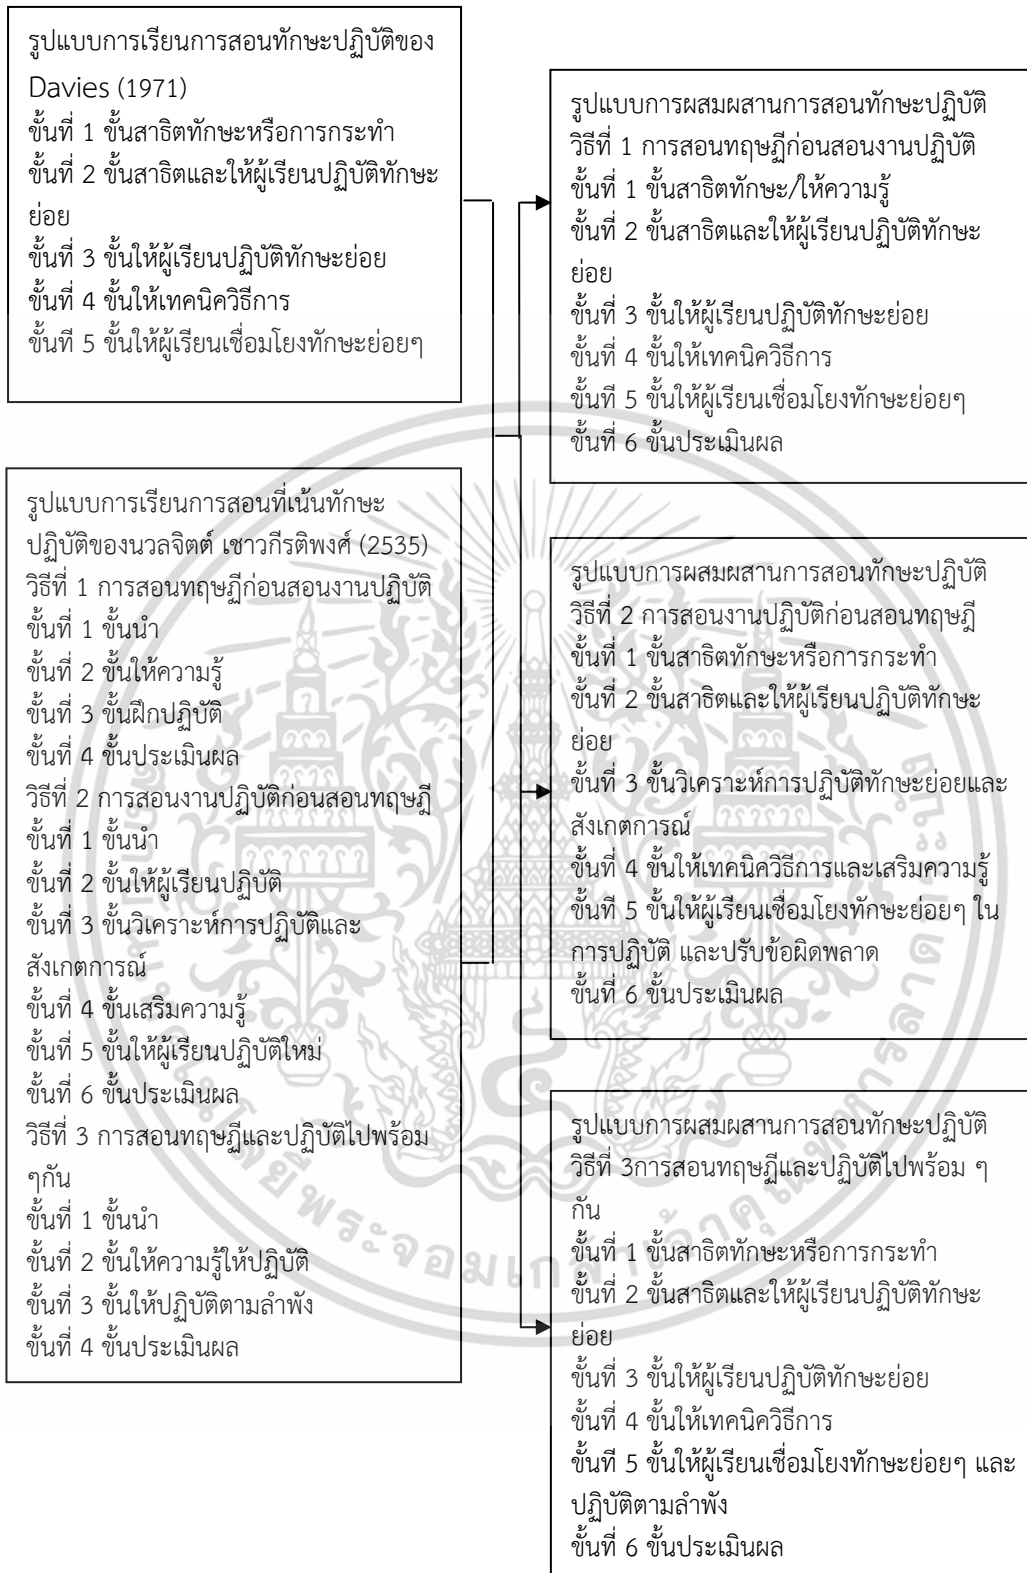 รูปแบบการเรียนการสอนทักษะปฏิบัติของ
Davies (1971)
ขั้นที่ 1 ขั้นสาธิตทักษะหรือการกระทำ
ขั้นที่ 2 ขั้นสาธิตและให้ผู้เรียนปฏิบัติทักษะ
ย่อย
ขั้นที่ 3 ขั้นให้ผู้เรียนปฏิบัติทักษะย่อย
ขั้นที่ 4 ขั้นให้เทคนิควิธีการ
ขั้นที 5 ขั้นให้ผู้เรียนเชื่อมโยงทักษะย่อยๆ
รูปแบบการเรียนการสอนที่เน้นทักษะ
ปฏิบัติของนวลจิตต์ เชาวกีรติพงศ์ (2535)
วิธีที่ 1 การสอนทฤษฎีก่อนสอนงานปฏิบัติ
ขั้นที่ 1 ขั้นนำ
ขั้นที่ 2 ขั้นให้ความรู้
ขั้นที่ 3 ขั้นฝึกปฏิบัติ
ขั้นที่ 4 ขั้นประเมินผล
วิธีที่ 2 การสอนงานปฏิบัติก่อนสอนทฤษฎี
ขั้นที่ 1 ขั้นนำ
ขั้นที่ 2 ขั้นให้ผู้เรียนปฏิบัติ
ขั้นที่ 3 ขั้นวิเคราะห์การปฏิบัติและ
สังเกตการณ์
ขั้นที่ 4 ขั้นเสริมความรู้
ขั้นที่ 5 ขั้นให้ผู้เรียนปฏิบัติใหม่
ขั้นที่ 6 ขั้นประเมินผล
วิธีที่ 3 การสอนทฤษฎีและปฏิบัติไปพร้อม
ๆกัน
ขั้นที่ 1 ขั้นนำ
ขั้นที่ 2 ขั้นให้ความรู้ให้ปฏิบัติ
ขั้นที่ 3 ขั้นให้ปฏิบัติตามลำพัง
ขั้นที่ 4 ขั้นประเมินผล
รูปแบบการผสมผสานการสอนทักษะปฏิบัติ
วิธีที่ 1 การสอนทฤษฎีก่อนสอนงานปฏิบัติ
ขั้นที่ 1 ขั้นสาธิตทักษะ/ให้ความรู้
ขั้นที่ 2 ขั้นสาธิตและให้ผู้เรียนปฏิบัติทักษะ
ย่อย
ขั้นที่ 3 ขั้นให้ผู้เรียนปฏิบัติทักษะย่อย
ขั้นที่ 4 ขั้นให้เทคนิควิธีการ
ขั้นที 5 ขั้นให้ผู้เรียนเชื่อมโยงทักษะย่อยๆ
ขั้นที่ 6 ขั้นประเมินผล
รูปแบบการผสมผสานการสอนทักษะปฏิบัติ
วิธีที่ 2 การสอนงานปฏิบัติก่อนสอนทฤษฎี
ขั้นที่ 1 ขั้นสาธิตทักษะหรือการกระทำ
ขั้นที่ 2 ขั้นสาธิตและให้ผู้เรียนปฏิบัติทักษะ
ย่อย
ขั้นที่ 3 ขั้นวิเคราะห์การปฏิบัติทักษะย่อยและ
สังเกตการณ์
ขั้นที่ 4 ขั้นให้เทคนิควิธีการและเสริมความรู้
ขั้นที 5 ขั้นให้ผู้เรียนเชื่อมโยงทักษะย่อยๆ ใน
การปฏิบัติ และปรับข้อผิดพลาด
ขั้นที่ 6 ขั้นประเมินผล
รูปแบบการผสมผสานการสอนทักษะปฏิบัติ
วิธีที่ 3การสอนทฤษฎีและปฏิบัติไปพร้อม ๆ
กัน
ขั้นที่ 1 ขั้นสาธิตทักษะหรือการกระทำ
ขั้นที่ 2 ขั้นสาธิตและให้ผู้เรียนปฏิบัติทักษะ
ย่อย
ขั้นที่ 3 ขั้นให้ผู้เรียนปฏิบัติทักษะย่อย
ขั้นที่ 4 ขั้นให้เทคนิควิธีการ
ขั้นที 5 ขั้นให้ผู้เรียนเชื่อมโยงทักษะย่อยๆ และ
ปฏิบัติตามลำพัง
ขั้นที่ 6 ขั้นประเมินผล